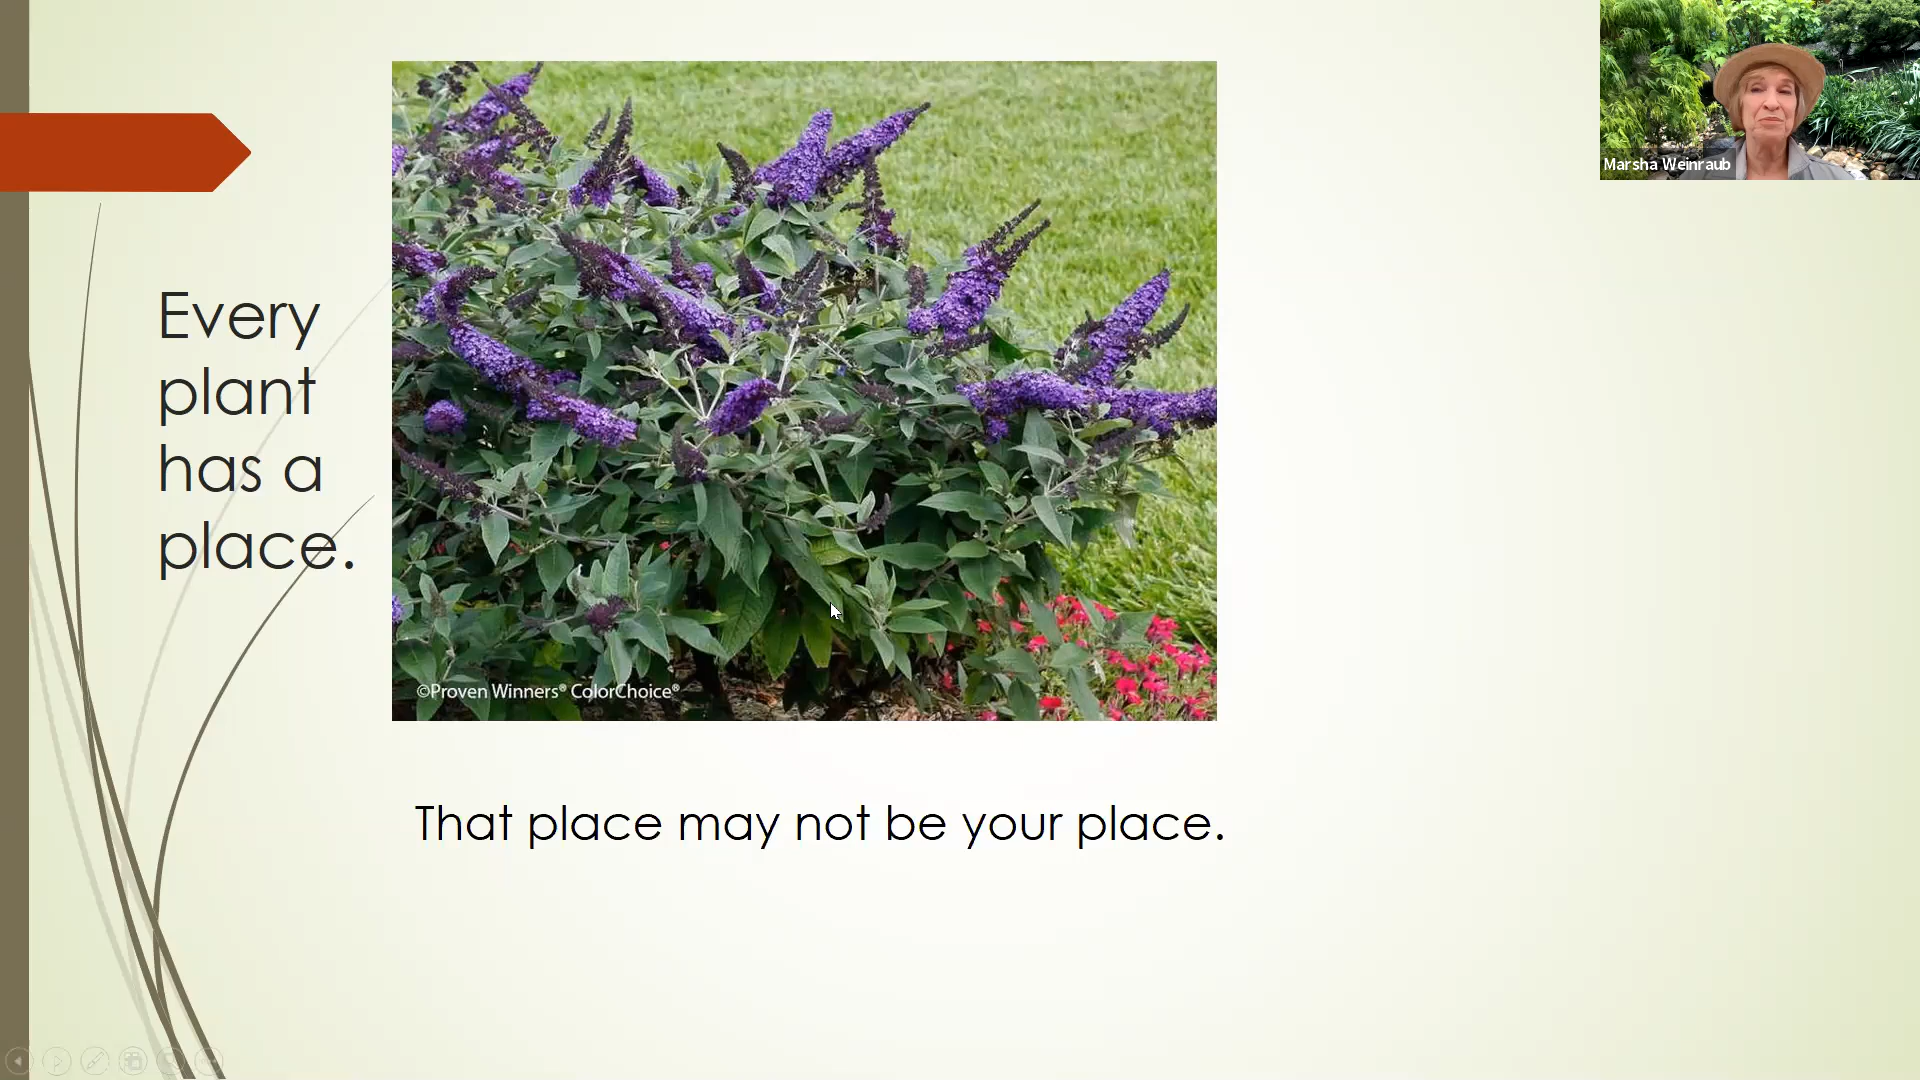 Marsha Weinraub
Every
plant
has a
place.
©Proven Winners® ColorChoice®
That place may not be your place.